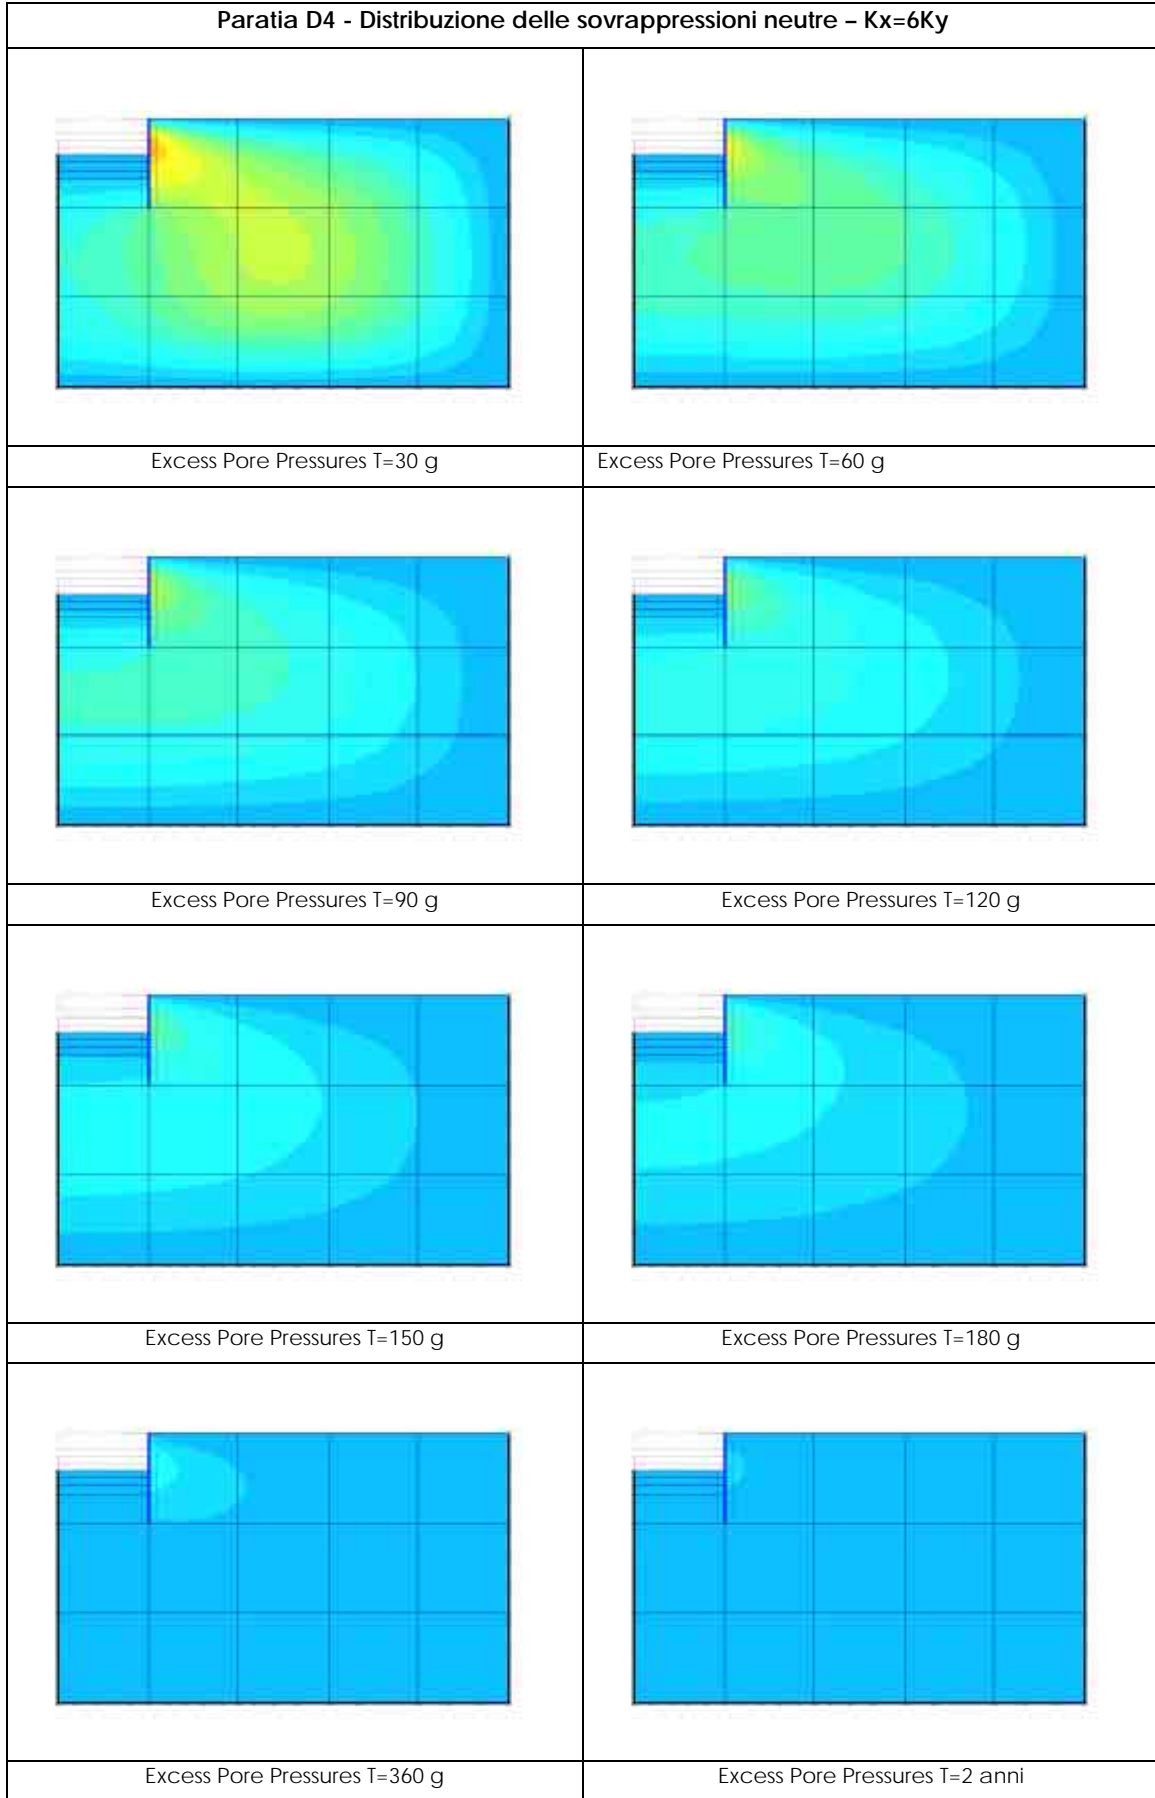 Paratia D4 - Distribuzione delle sovrappressioni neutre – Kx=6Ky
Excess Pore Pressures T=30 g
Excess Pore Pressures T=60 g
Excess Pore Pressures T=90 g
Excess Pore Pressures T=120 g
Excess Pore Pressures T=150 g
Excess Pore Pressures T=180 g
Excess Pore Pressures T=360 g
Excess Pore Pressures T=2 anni